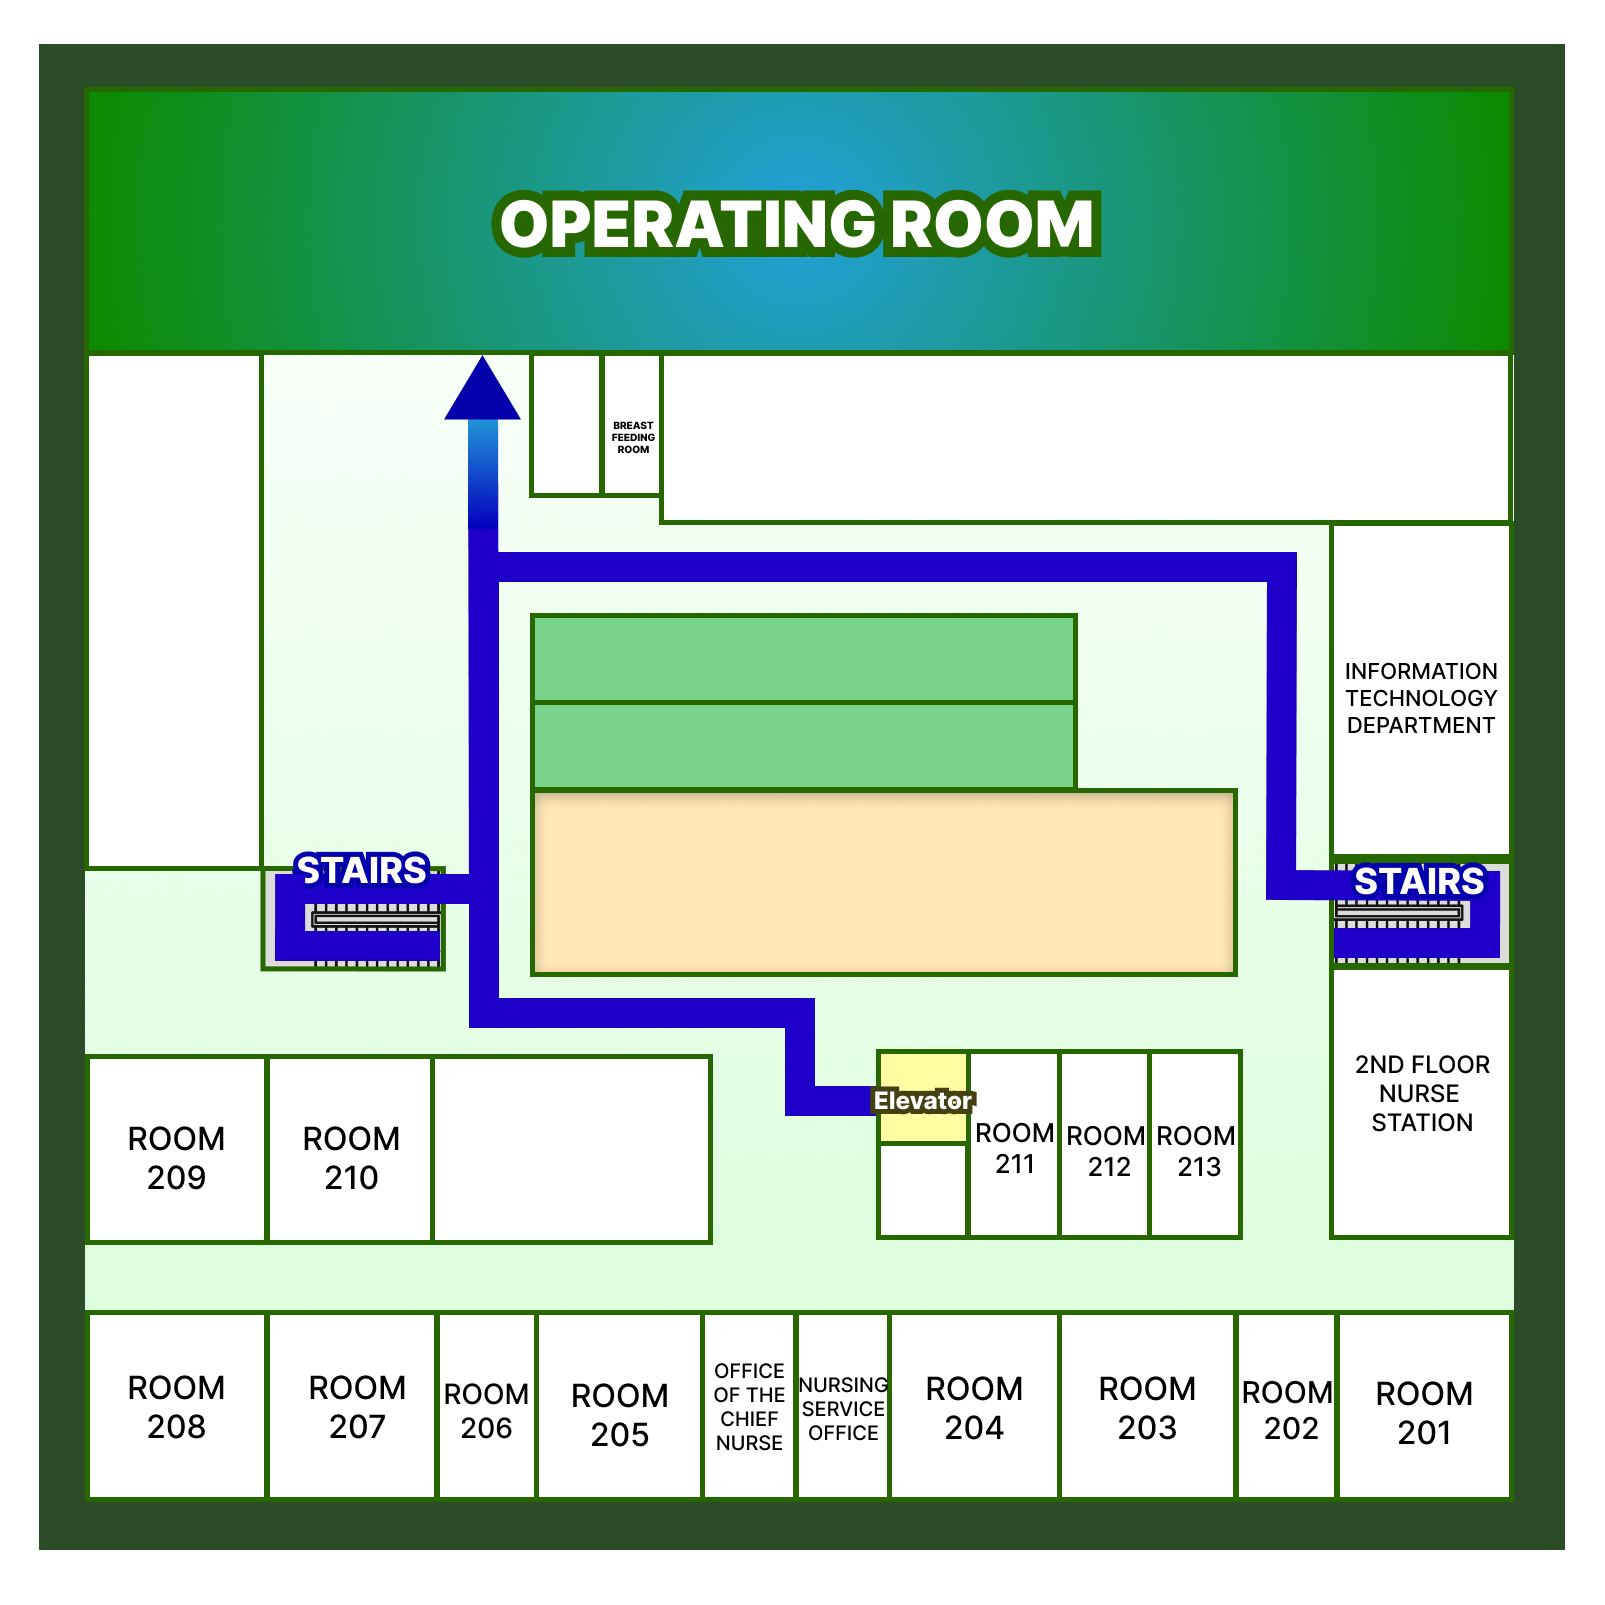 OPERATING ROOM
BREAST
FEEDING
ROOM
INFORMATION
TECHNOLOGY
DEPARTMENT
STAIRS
STAIRS
2ND FLOOR
NURSE
STATION
Elevator
ROOM
209
ROOM
210
ROOM
211
ROOM
212
ROOM
213
ROOM
208
ROOM
207
ROOM
206
ROOM
205
OFFICE
OF THE
CHIEF
NURSE
NURSING
SERVICE
OFFICE
ROOM
204
ROOM
203
ROOM
202
ROOM
201